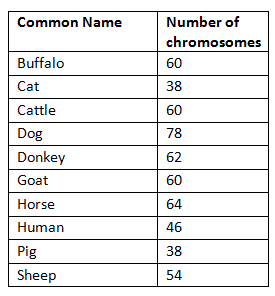 Common Name Number of chromosomes
Buffalo 60
Cat 38
Cattle 60
Dog 78
Donkey 62
Goat 60
Horse 64
Human 46
Pig 38
Sheep 54